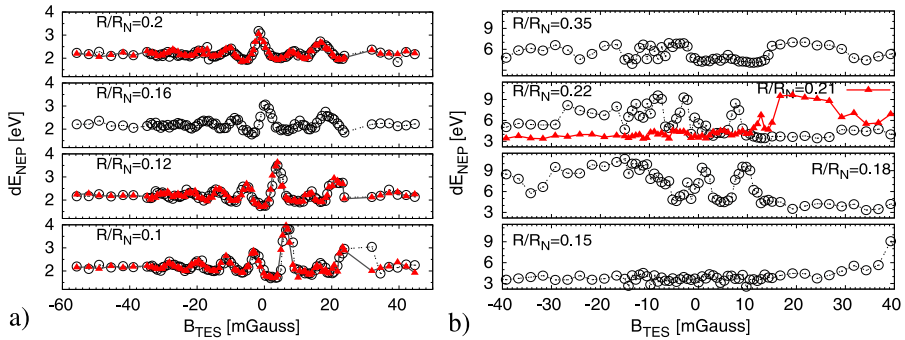 R/R_N=0.2
4
3
2
R/R_N=0.16
4
3
2
R/R_N=0.12
4
3
2
R/R_N=0.1
4
3
2
dE_NEP [eV]
-60 -40 -20 0 20 40
B_TES [mGauss]
a)
R/R_N=0.35
9
6
3
R/R_N=0.22
R/R_N=0.21
9
6
3
R/R_N=0.18
9
6
3
R/R_N=0.15
9
6
3
dE_NEP [eV]
-40 -30 -20 -10 0 10 20 30 40
B_TES [mGauss]
b)